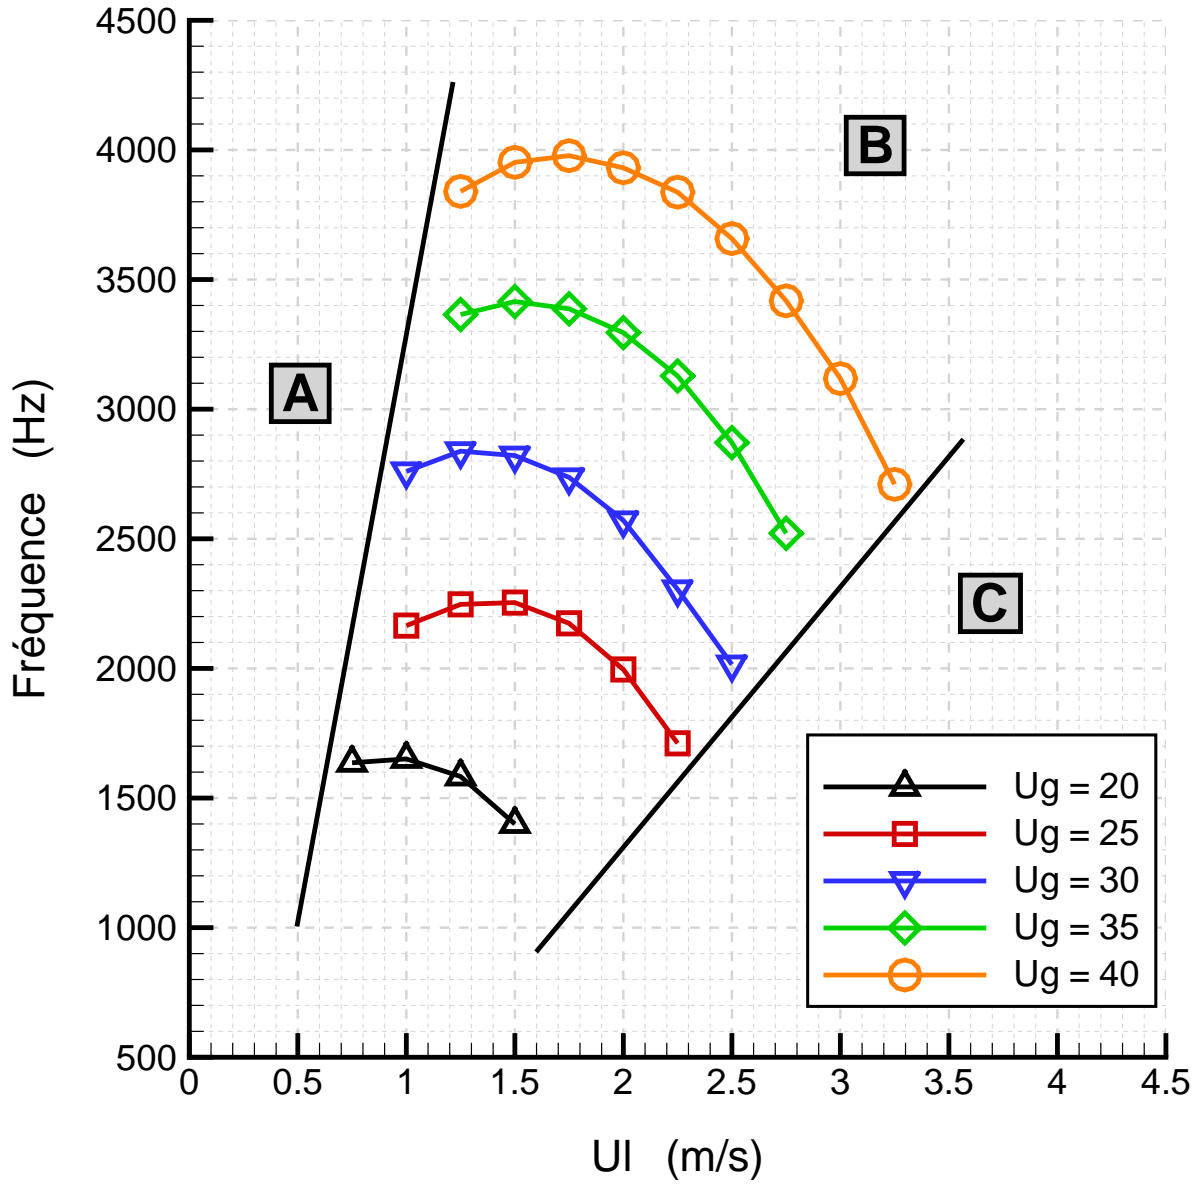 4500
4000
3500
3000
2500
2000
1500
1000
500
Fréquence (Hz)
A
B
C
Ug = 20
Ug = 25
Ug = 30
Ug = 35
Ug = 40
0 0.5 1 1.5 2 2.5 3 3.5 4 4.5
Ul (m/s)